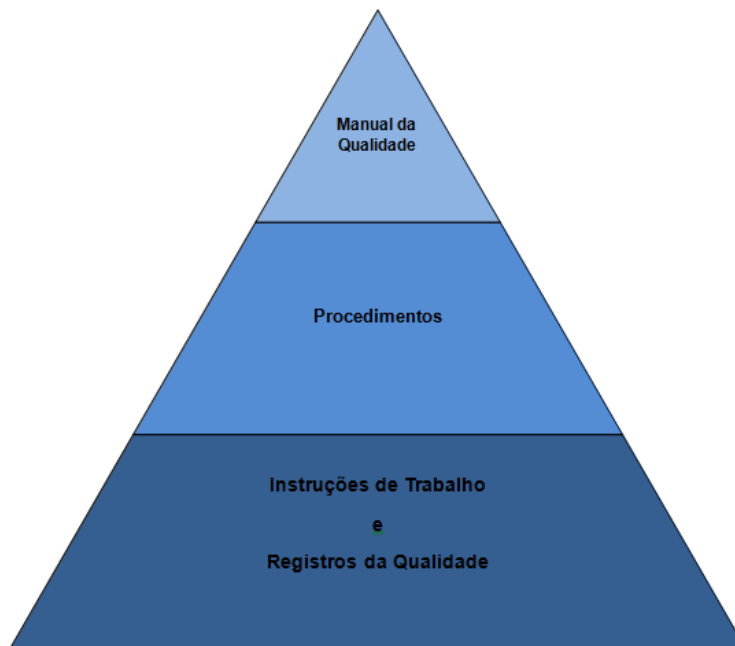 Manual da
Qualidade
Procedimentos
Instruções de Trabalho
e
Registros da Qualidade